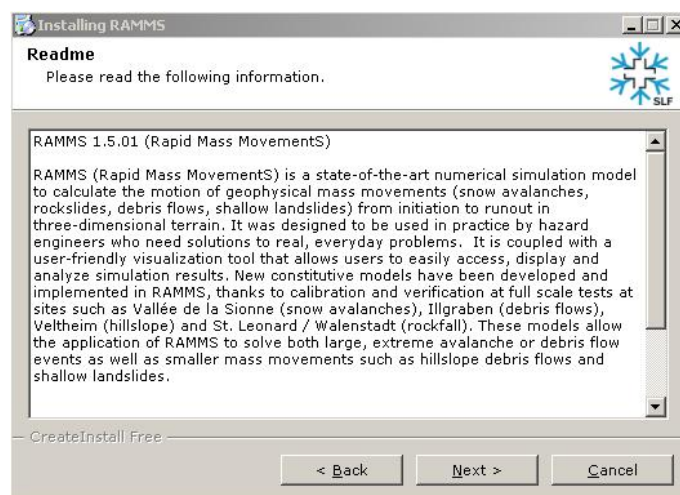 Installing RAMMS
Readme
Please read the following information.
SLF
RAMMS 1.5.01 (Rapid Mass MovementS)
RAMMS (Rapid Mass MovementS) is a state-of-the-art numerical simulation model
to calculate the motion of geophysical mass movements (snow avalanches,
rockslides, debris flows, shallow landslides) from initiation to runout in
three-dimensional terrain. It was designed to be used in practice by hazard
engineers who need solutions to real, everyday problems.  It is coupled with a
user-friendly visualization tool that allows users to easily access, display and
analyze simulation results. New constitutive models have been developed and
implemented in RAMMS, thanks to calibration and verification at full scale tests at
sites such as Vallée de la Sionne (snow avalanches), Illgraben (debris flows),
Veltheim (hillslope) and St. Leonard / Walenstadt (rockfall). These models allow
the application of RAMMS to solve both large, extreme avalanche or debris flow
events as well as smaller mass movements such as hillslope debris flows and
shallow landslides.
CreateInstall Free
< Back
Next >
Cancel